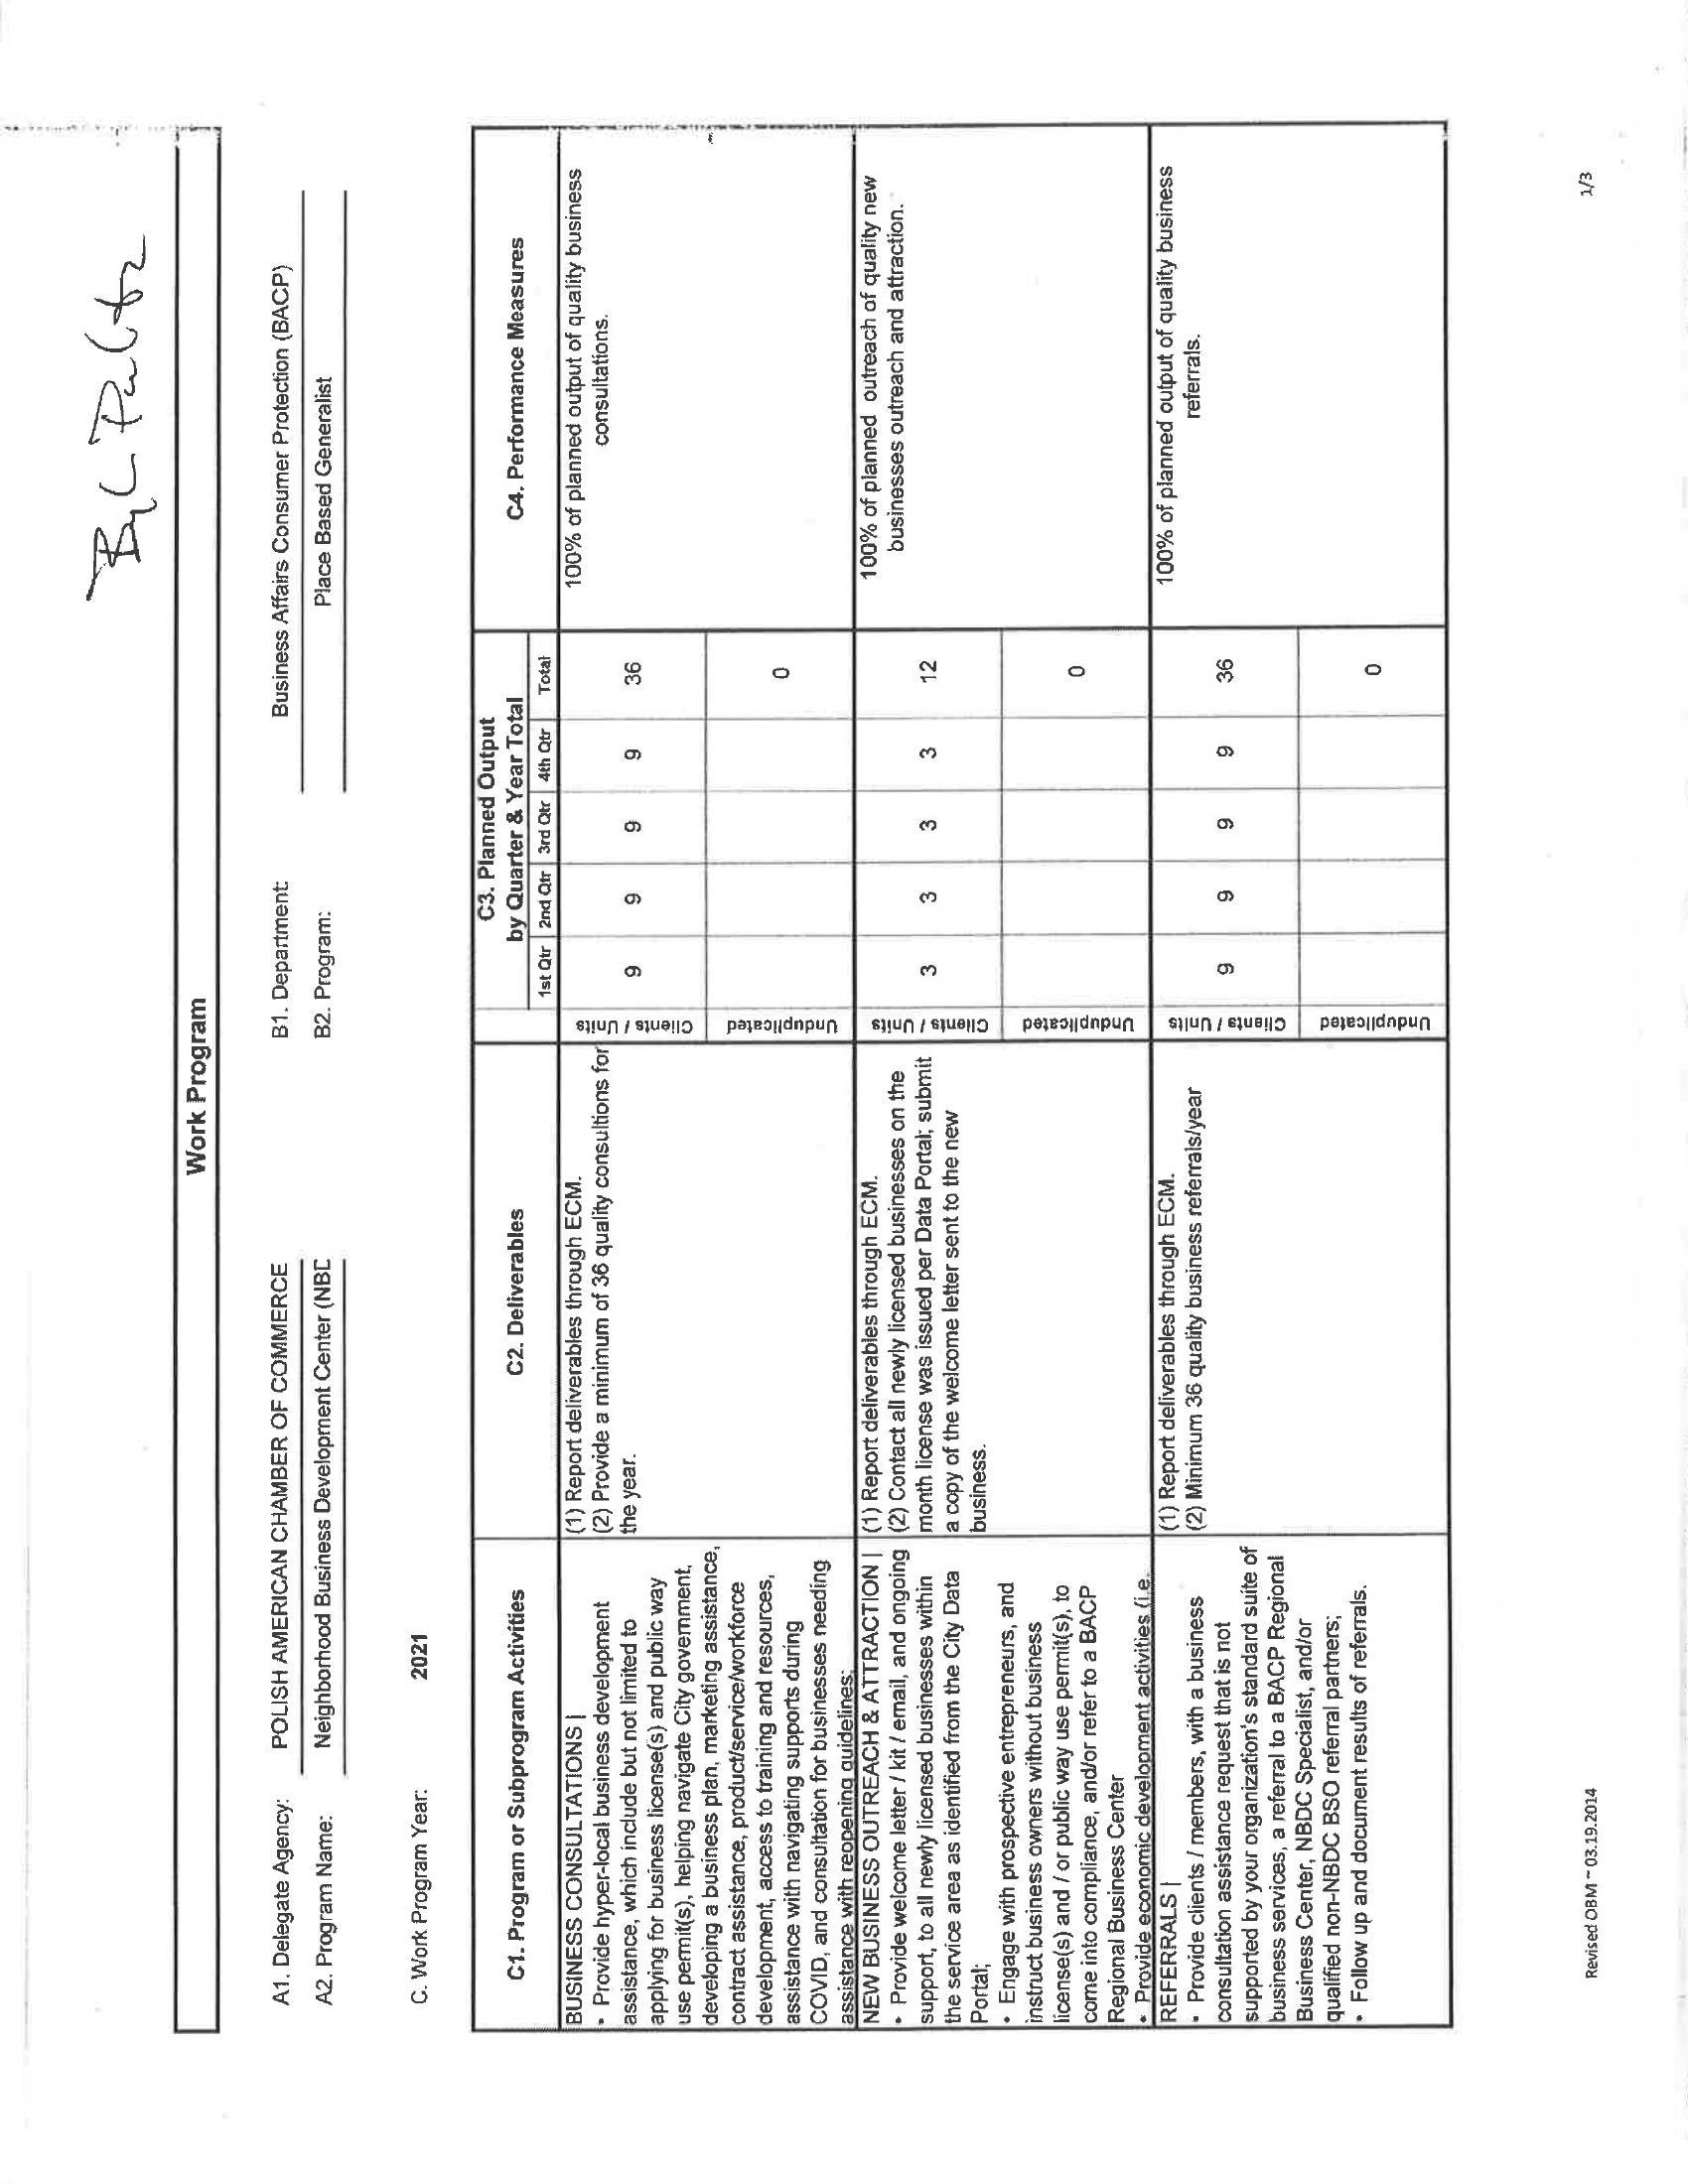 Work Program
A1. Delegate Agency: POLISH AMERICAN CHAMBER OF COMMERCE
B1. Department: Business Affairs Consumer Protection (BACP)
A2. Program Name: Neighborhood Business Development Center (NBD
B2. Program: Place Based Generalist
C. Work Program Year: 2021
C1. Program or Subprogram Activities
C2. Deliverables
C3. Planned Output
by Quarter & Year Total
1st Qtr 2nd Qtr 3rd Qtr 4th Qtr Total
C4. Performance Measures
BUSINESS CONSULTATIONS |
• Provide hyper-local business development
assistance, which include but not limited to
applying for business license(s) and public way
use permit(s), helping navigate City government,
developing a business plan, marketing assistance,
contract assistance, product/service/workforce
development, access to training and resources,
assistance with navigating supports during
COVID, and consultation for businesses needing
assistance with reopening guidelines;
(1) Report deliverables through ECM.
(2) Provide a minimum of 36 quality consultions for
the year.
Clients / Units 9 9 9 9 36
Unduplicated 0
100% of planned output of quality business
consultations.
NEW BUSINESS OUTREACH & ATTRACTION |
• Provide welcome letter / kit / email, and ongoing
support, to all newly licensed businesses within
the service area as identified from the City Data
Portal;
• Engage with prospective entrepreneurs, and
instruct business owners without business
license(s) and / or public way use permit(s), to
come into compliance, and/or refer to a BACP
Regional Business Center
• Provide economic development activities (i.e.
(1) Report deliverables through ECM.
(2) Contact all newly licensed businesses on the
month license was issued per Data Portal; submit
a copy of the welcome letter sent to the new
business.
Clients / Units 3 3 3 3 12
Unduplicated 0
100% of planned outreach of quality new
businesses outreach and attraction.
REFERRALS |
• Provide clients / members, with a business
consultation assistance request that is not
supported by your organization's standard suite of
business services, a referral to a BACP Regional
Business Center, NBDC Specialist, and/or
qualified non-NBDC BSO referral partners;
• Follow up and document results of referrals.
(1) Report deliverables through ECM.
(2) Minimum 36 quality business referrals/year
Clients / Units 9 9 9 9 36
Unduplicated 0
100% of planned output of quality business
referrals.
Revised OBM - 03.19.2014
1/3